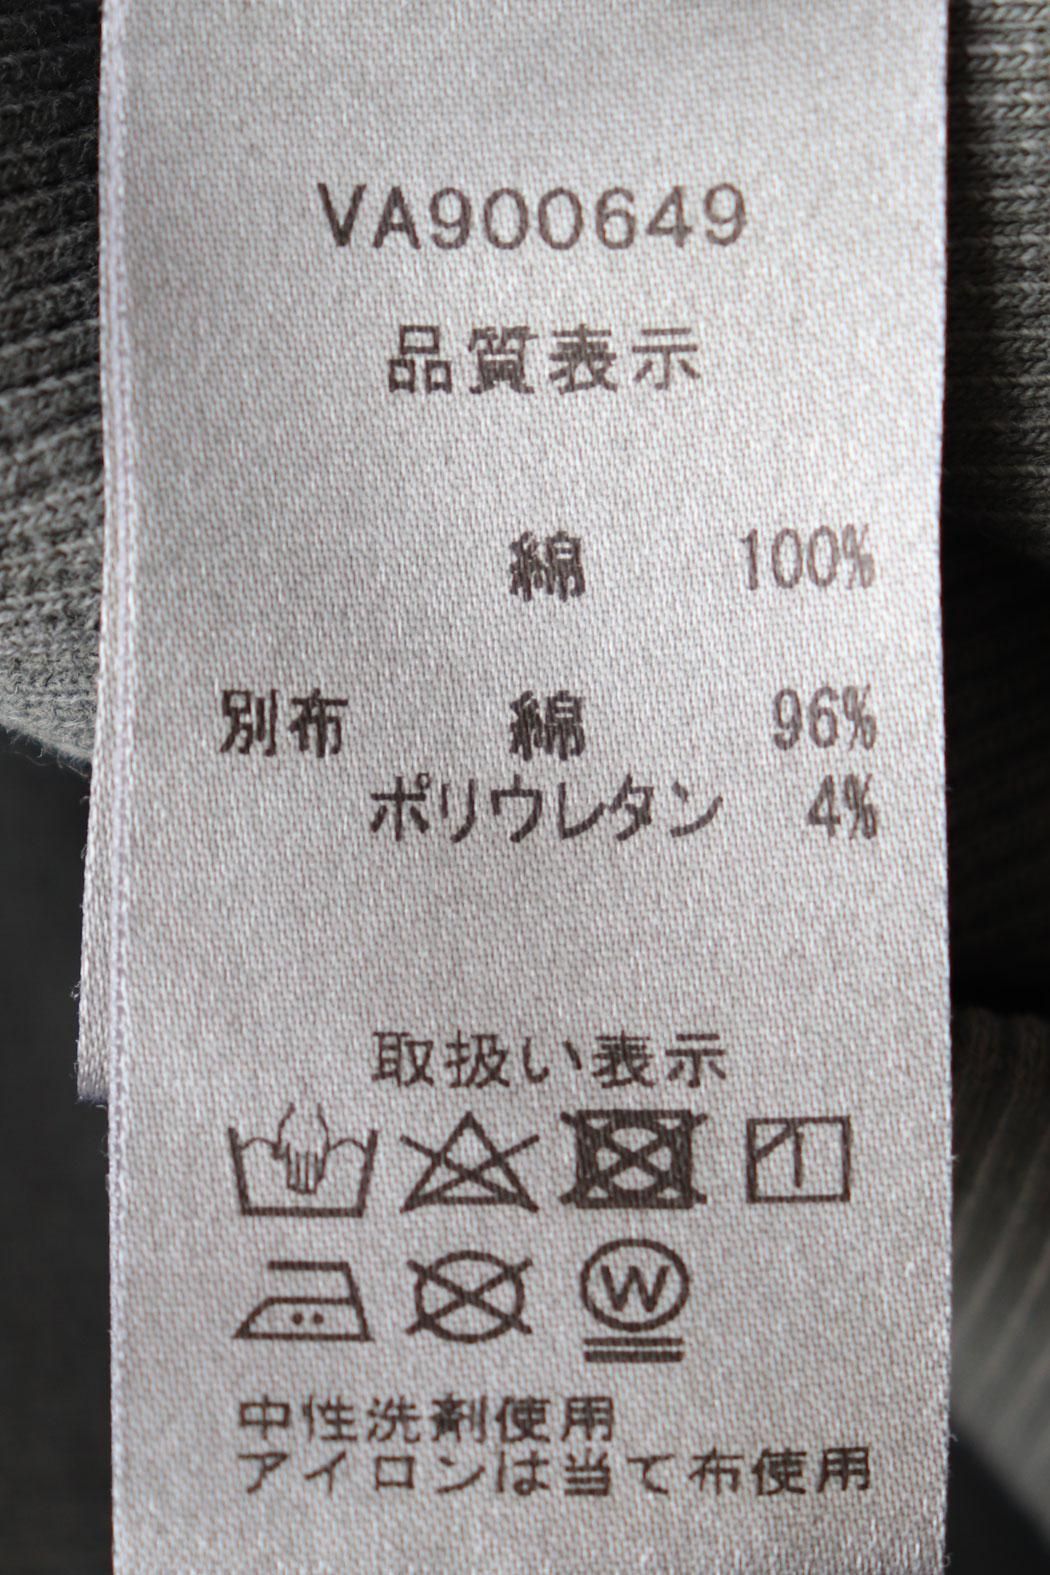 VA900649
品質表示
綿 100%
別布 綿 96%
ポリウレタン 4%
取扱い表示
W
中性洗剤使用
アイロンは当て布使用